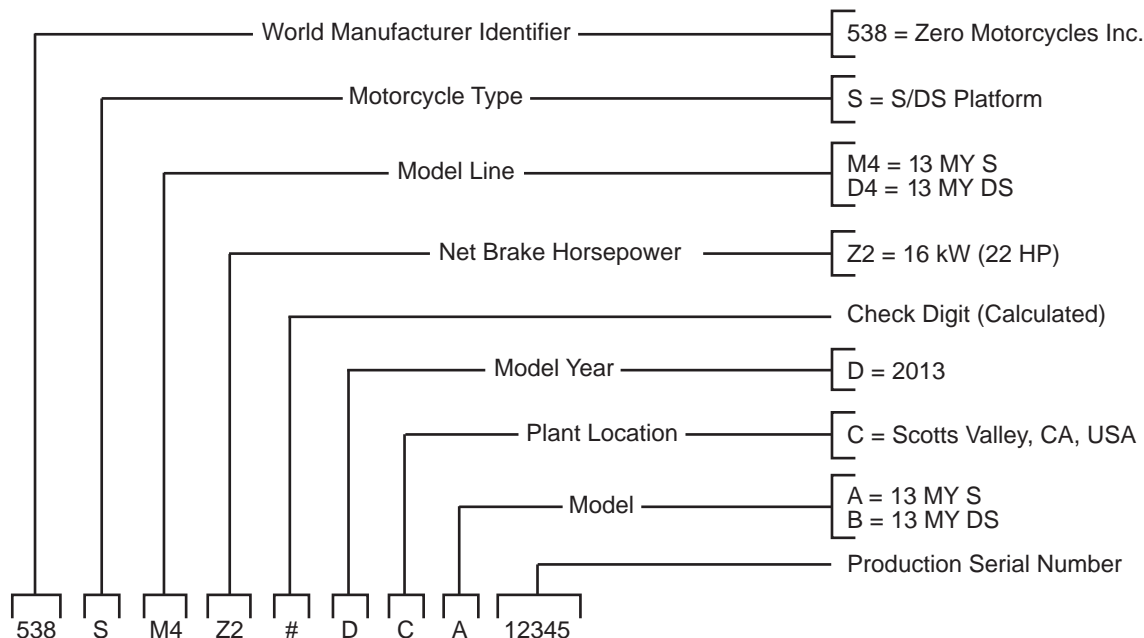 World Manufacturer Identifier
538 = Zero Motorcycles Inc.
Motorcycle Type
S = S/DS Platform
Model Line
M4 = 13 MY S
D4 = 13 MY DS
Net Brake Horsepower
Z2 = 16 kW (22 HP)
Check Digit (Calculated)
Model Year
D = 2013
Plant Location
C = Scotts Valley, CA, USA
Model
A = 13 MY S
B = 13 MY DS
Production Serial Number
538 S M4 Z2 # D C A 12345